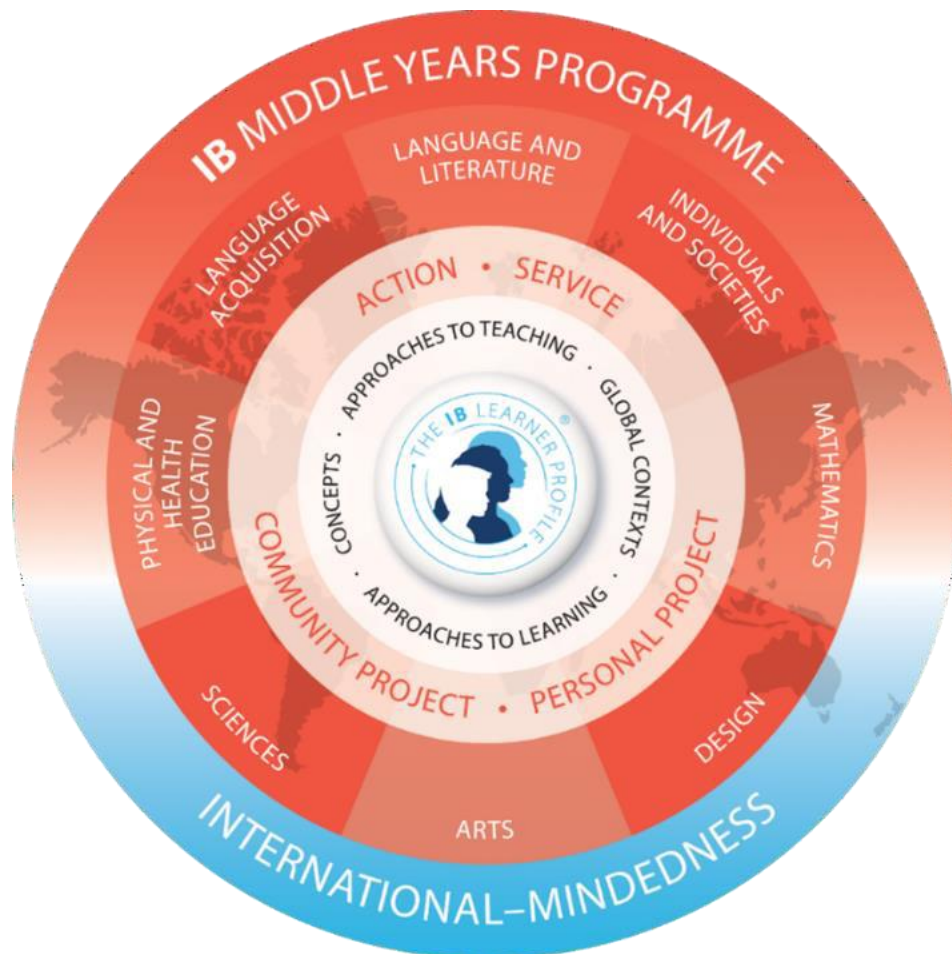 IB MIDDLE YEARS PROGRAMME
LANGUAGE AND
LITERATURE
INDIVIDUALS
AND SOCIETIES
MATHEMATICS
DESIGN
ARTS
SCIENCES
PHYSICAL AND
HEALTH
EDUCATION
LANGUAGE
ACQUISITION
ACTION • SERVICE
PERSONAL PROJECT
• COMMUNITY PROJECT
APPROACHES TO TEACHING
· GLOBAL CONTEXTS
· APPROACHES TO LEARNING
· CONCEPTS ·
• THE IB LEARNER PROFILE • ®
INTERNATIONAL–MINDEDNESS